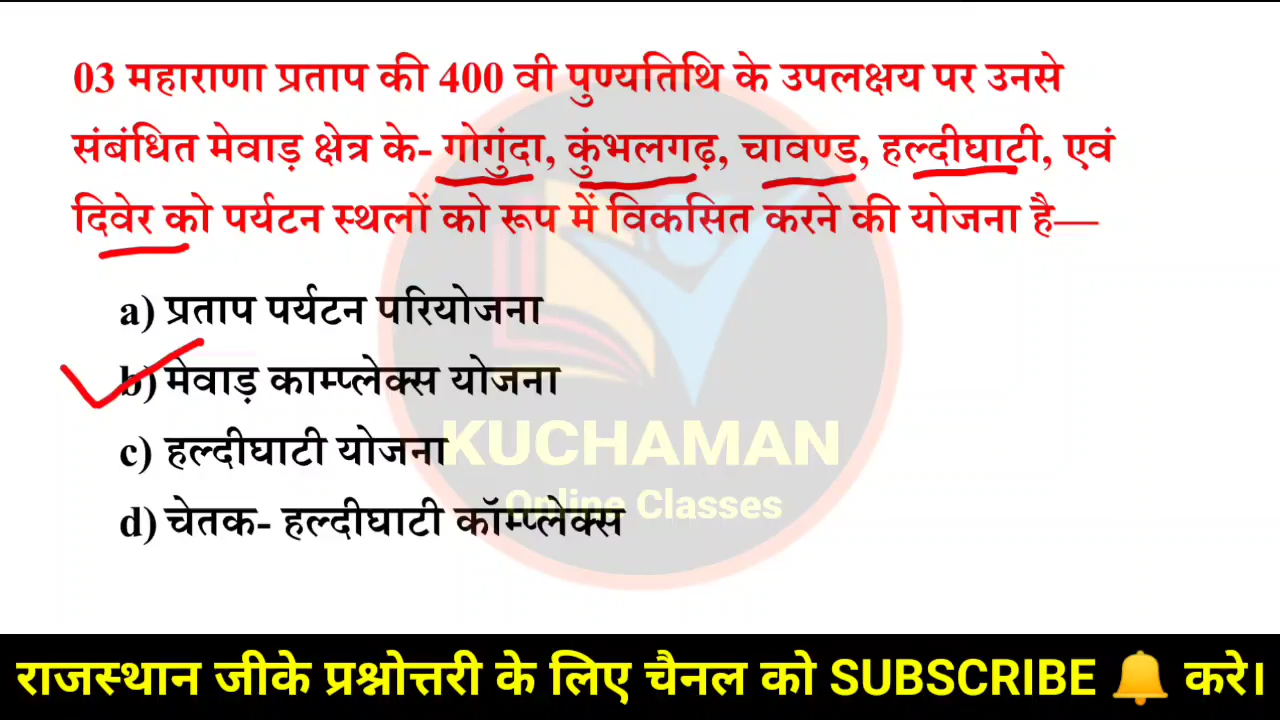 03 महाराणा प्रताप की 400 वी पुण्यतिथि के उपलक्षय पर उनसे
संबंधित मेवाड़ क्षेत्र के- गोगुंदा, कुंभलगढ़, चावण्ड, हल्दीघाटी, एवं
दिवेर को पर्यटन स्थलों को रूप में विकसित करने की योजना है—
a) प्रताप पर्यटन परियोजना
b) मेवाड़ काम्प्लेक्स योजना
c) हल्दीघाटी योजना
d) चेतक- हल्दीघाटी कॉम्प्लेक्स
KUCHAMAN
Online Classes
राजस्थान जीके प्रश्नोत्तरी के लिए चैनल को SUBSCRIBE 🔔 करे।